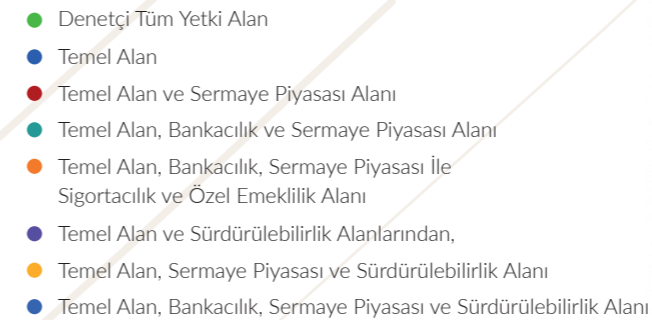 Denetçi Tüm Yetki Alan
Temel Alan
Temel Alan ve Sermaye Piyasası Alanı
Temel Alan, Bankacılık ve Sermaye Piyasası Alanı
Temel Alan, Bankacılık, Sermaye Piyasası İle
Sigortacılık ve Özel Emeklilik Alanı
Temel Alan ve Sürdürülebilirlik Alanlarından,
Temel Alan, Sermaye Piyasası ve Sürdürülebilirlik Alanı
Temel Alan, Bankacılık, Sermaye Piyasası ve Sürdürülebilirlik Alanı